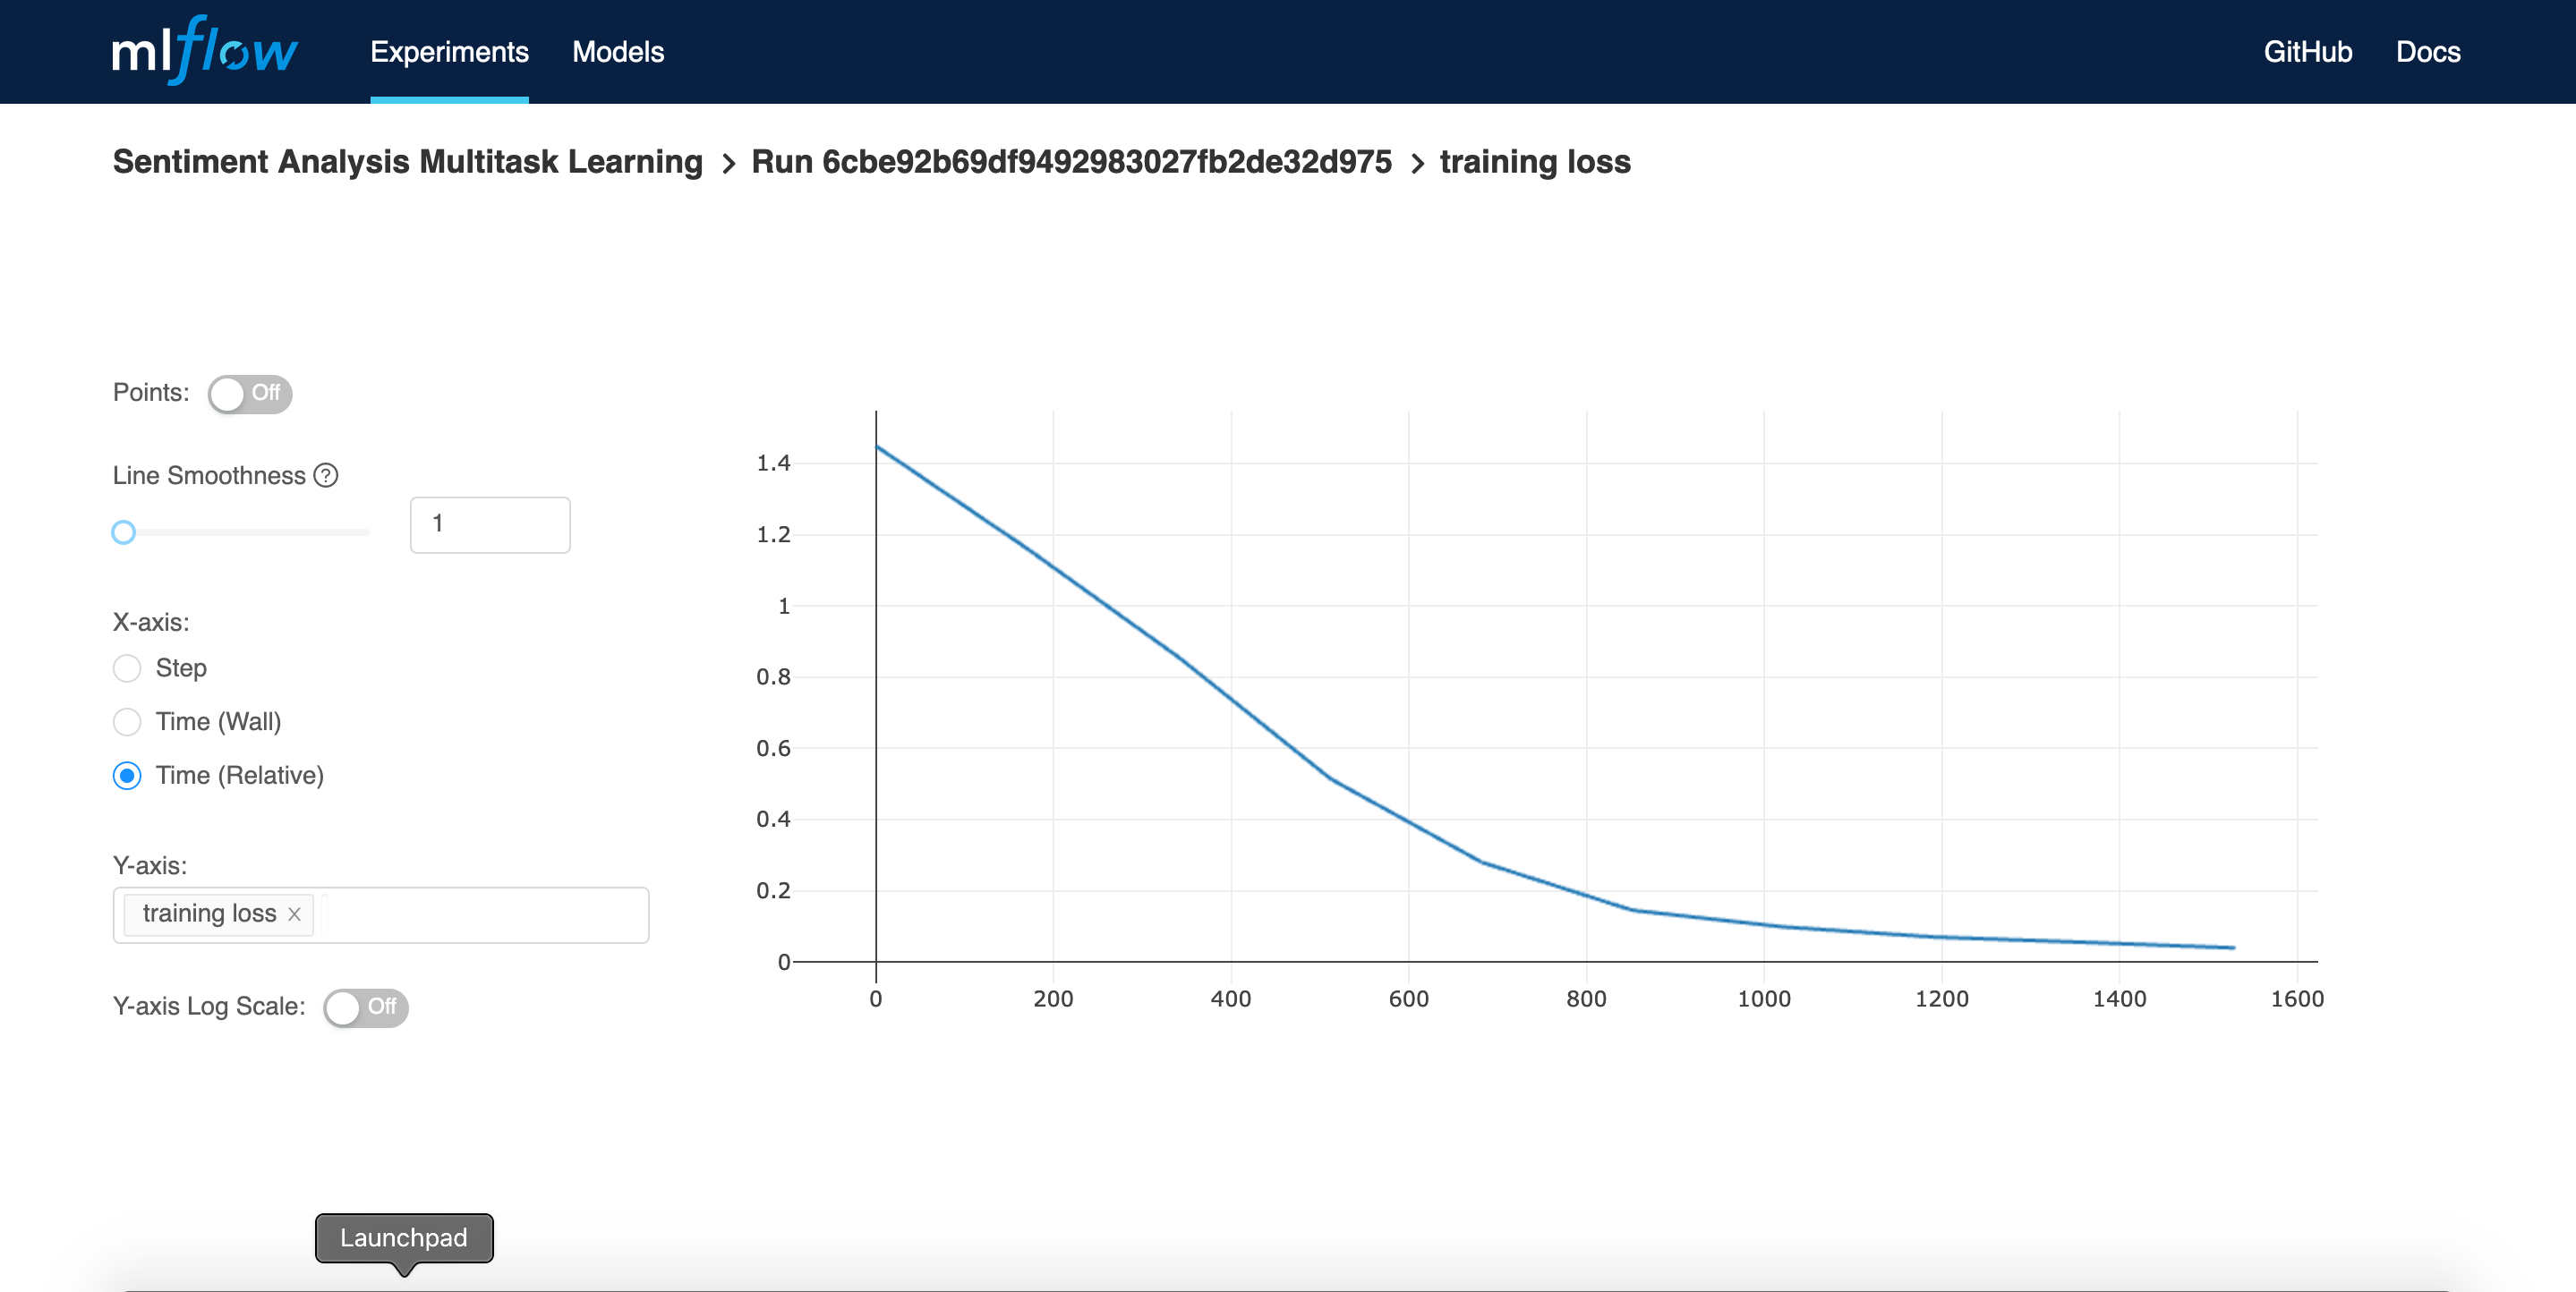 mlflow Experiments Models GitHub Docs
Sentiment Analysis Multitask Learning > Run 6cbe92b69df9492983027fb2de32d975 > training loss
Points: Off
Line Smoothness ?
1
X-axis:
Step
Time (Wall)
Time (Relative)
Y-axis:
training loss ×
Y-axis Log Scale: Off
1.4
1.2
1
0.8
0.6
0.4
0.2
0
0 200 400 600 800 1000 1200 1400 1600
Launchpad